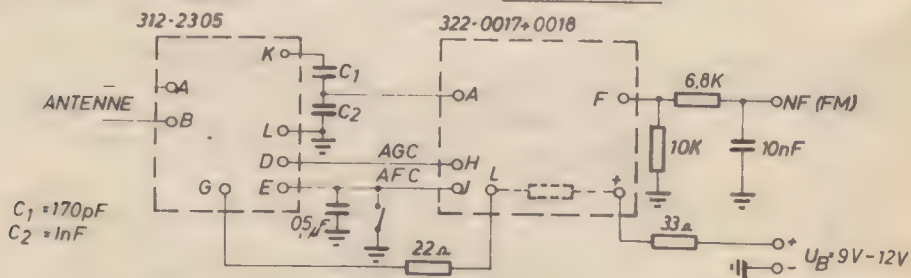 312-2305
322-0017+0018
K
C₁
A
ANTENNE
B
C₂
L
A
F
6,8K
NF (FM)
10K
10nF
D
AGC
H
G
E
AFC
J
L
+
C₁ = 170pF
C₂ = 1nF
05µF
22Ω
33Ω
+
-
U_B = 9V-12V